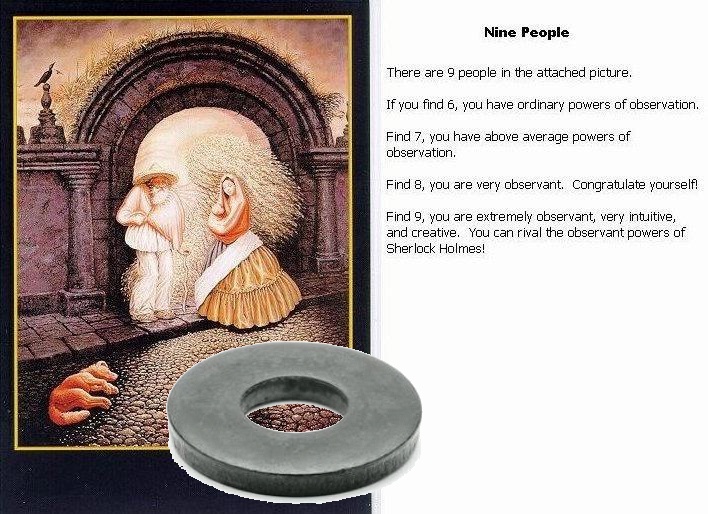 Nine People
There are 9 people in the attached picture.
If you find 6, you have ordinary powers of observation.
Find 7, you have above average powers of
observation.
Find 8, you are very observant.  Congratulate yourself!
Find 9, you are extremely observant, very intuitive,
and creative.  You can rival the observant powers of
Sherlock Holmes!